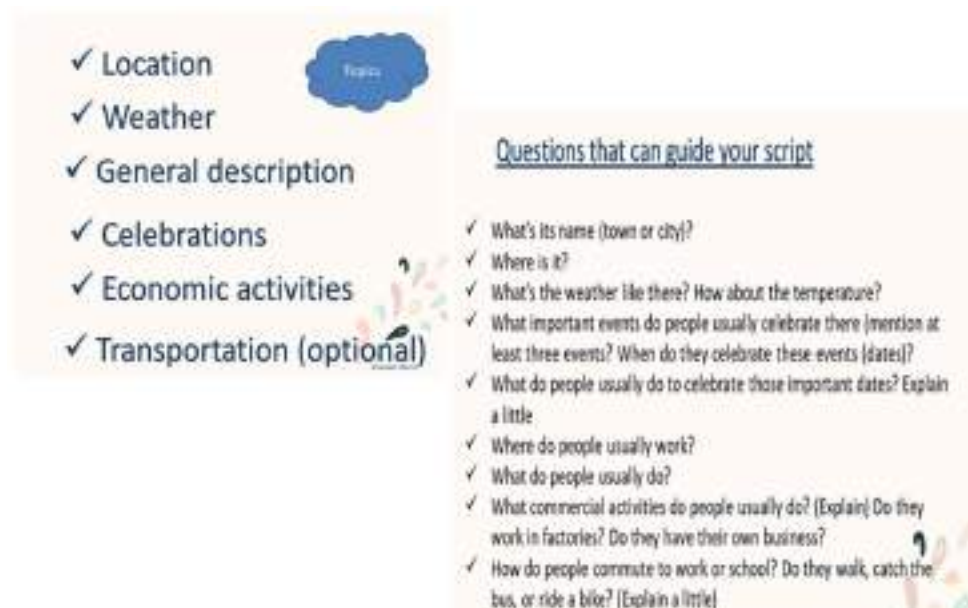 ✓ Location
Topics
✓ Weather
✓ General description
✓ Celebrations
✓ Economic activities
✓ Transportation (optional)
Questions that can guide your script
✓ What's its name (town or city)?
✓ Where is it?
✓ What's the weather like there? How about the temperature?
✓ What important events do people usually celebrate there (mention at
least three events? When do they celebrate these events (dates)?
✓ What do people usually do to celebrate those important dates? Explain
a little
✓ Where do people usually work?
✓ What do people usually do?
✓ What commercial activities do people usually do? (Explain) Do they
work in factories? Do they have their own business?
✓ How do people commute to work or school? Do they walk, catch the
bus, or ride a bike? (Explain a little)